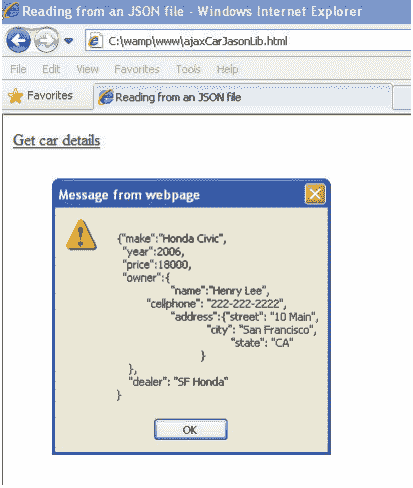 Reading from an JSON file - Windows Internet Explorer
C:\wamp\www\ajaxCarJasonLib.html
File Edit View Favorites Tools Help
Favorites Reading from an JSON file
Get car details
Message from webpage
{"make":"Honda Civic",
"year":2006,
"price":18000,
"owner":{
"name":"Henry Lee",
"cellphone": "222-222-2222",
"address":{"street": "10 Main",
"city": "San Francisco",
"state": "CA"
}
},
"dealer": "SF Honda"
}
OK